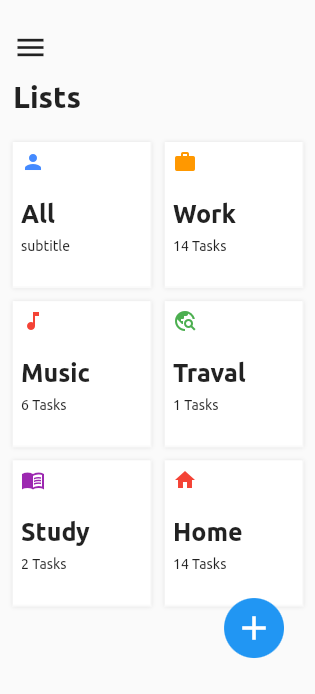 Lists
All
subtitle
Work
14 Tasks
Music
6 Tasks
Traval
1 Tasks
Study
2 Tasks
Home
14 Tasks